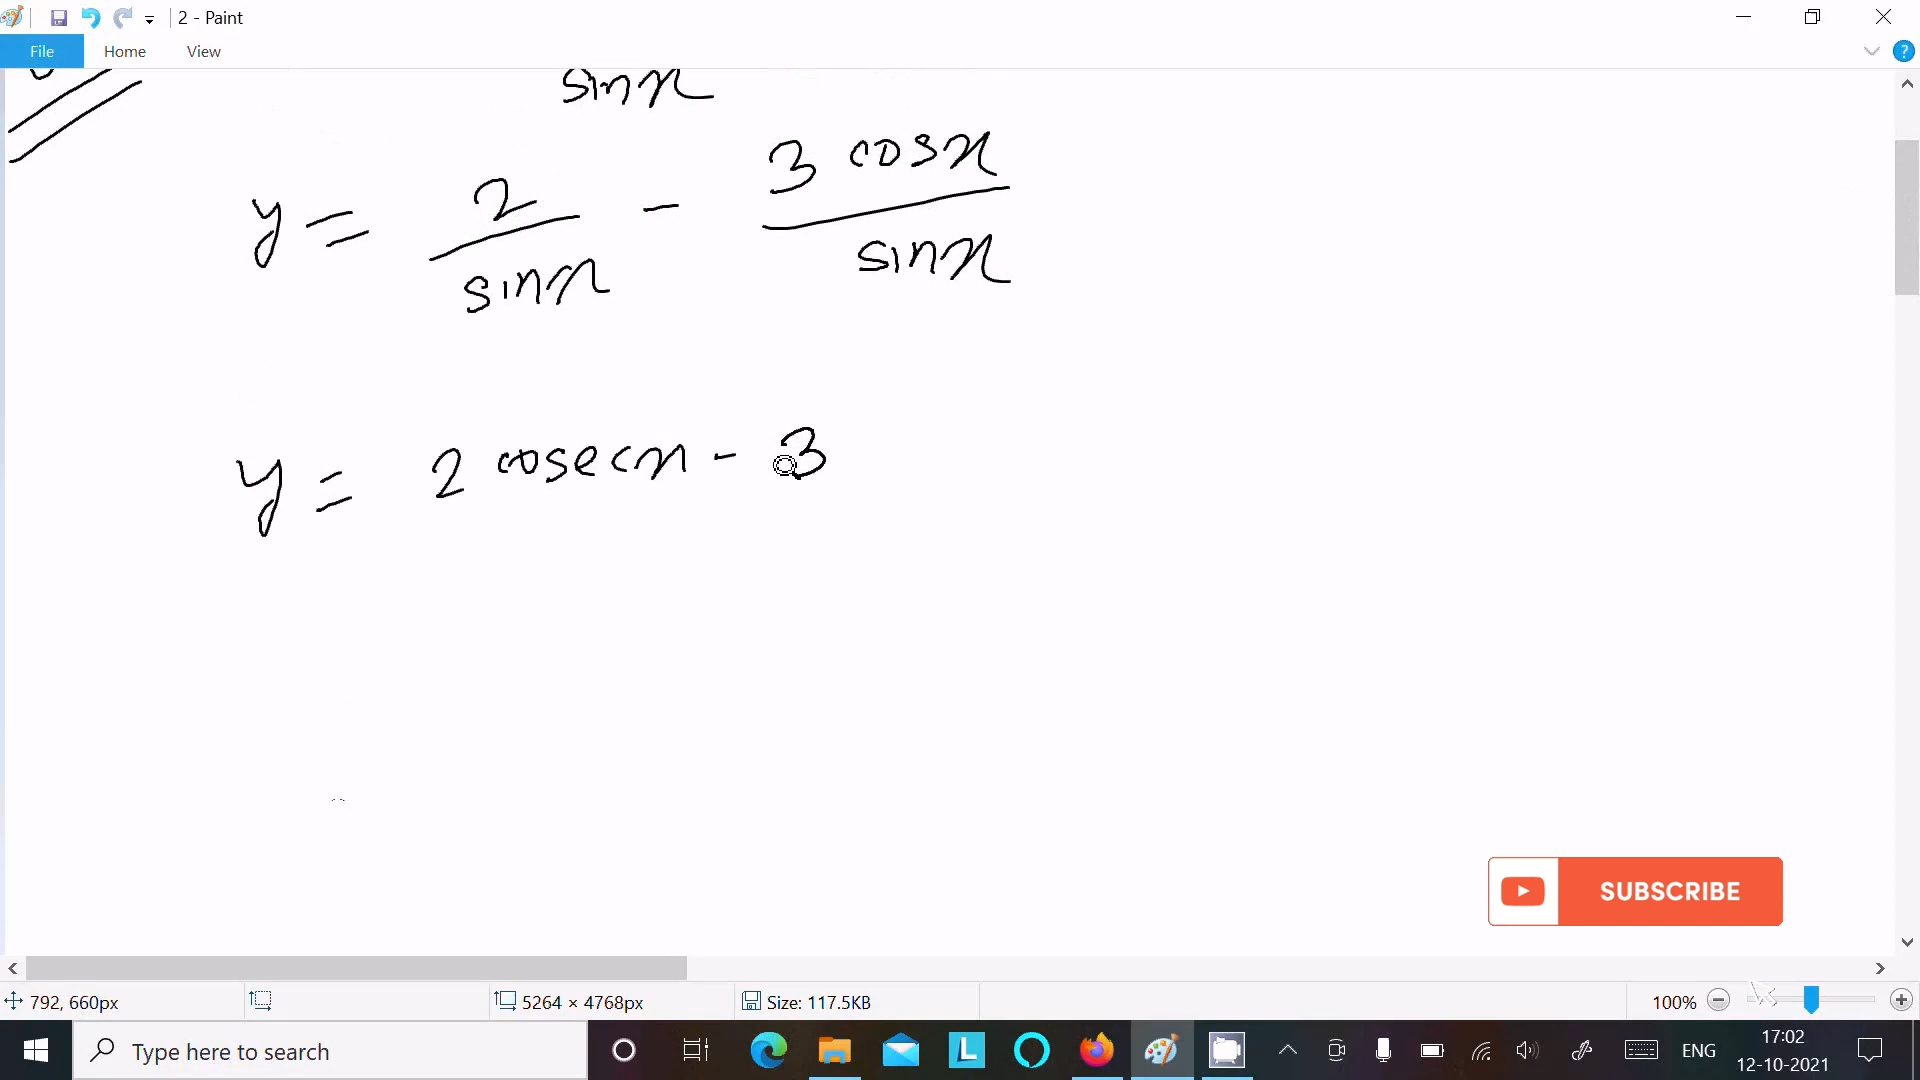 2 - Paint
File Home View
sinx
y = 2/sinx - 3 cosx/sinx
y = 2 cosecx - 3
SUBSCRIBE
792, 660px 5264 × 4768px Size: 117.5KB 100%
Type here to search L ENG 17:02
12-10-2021